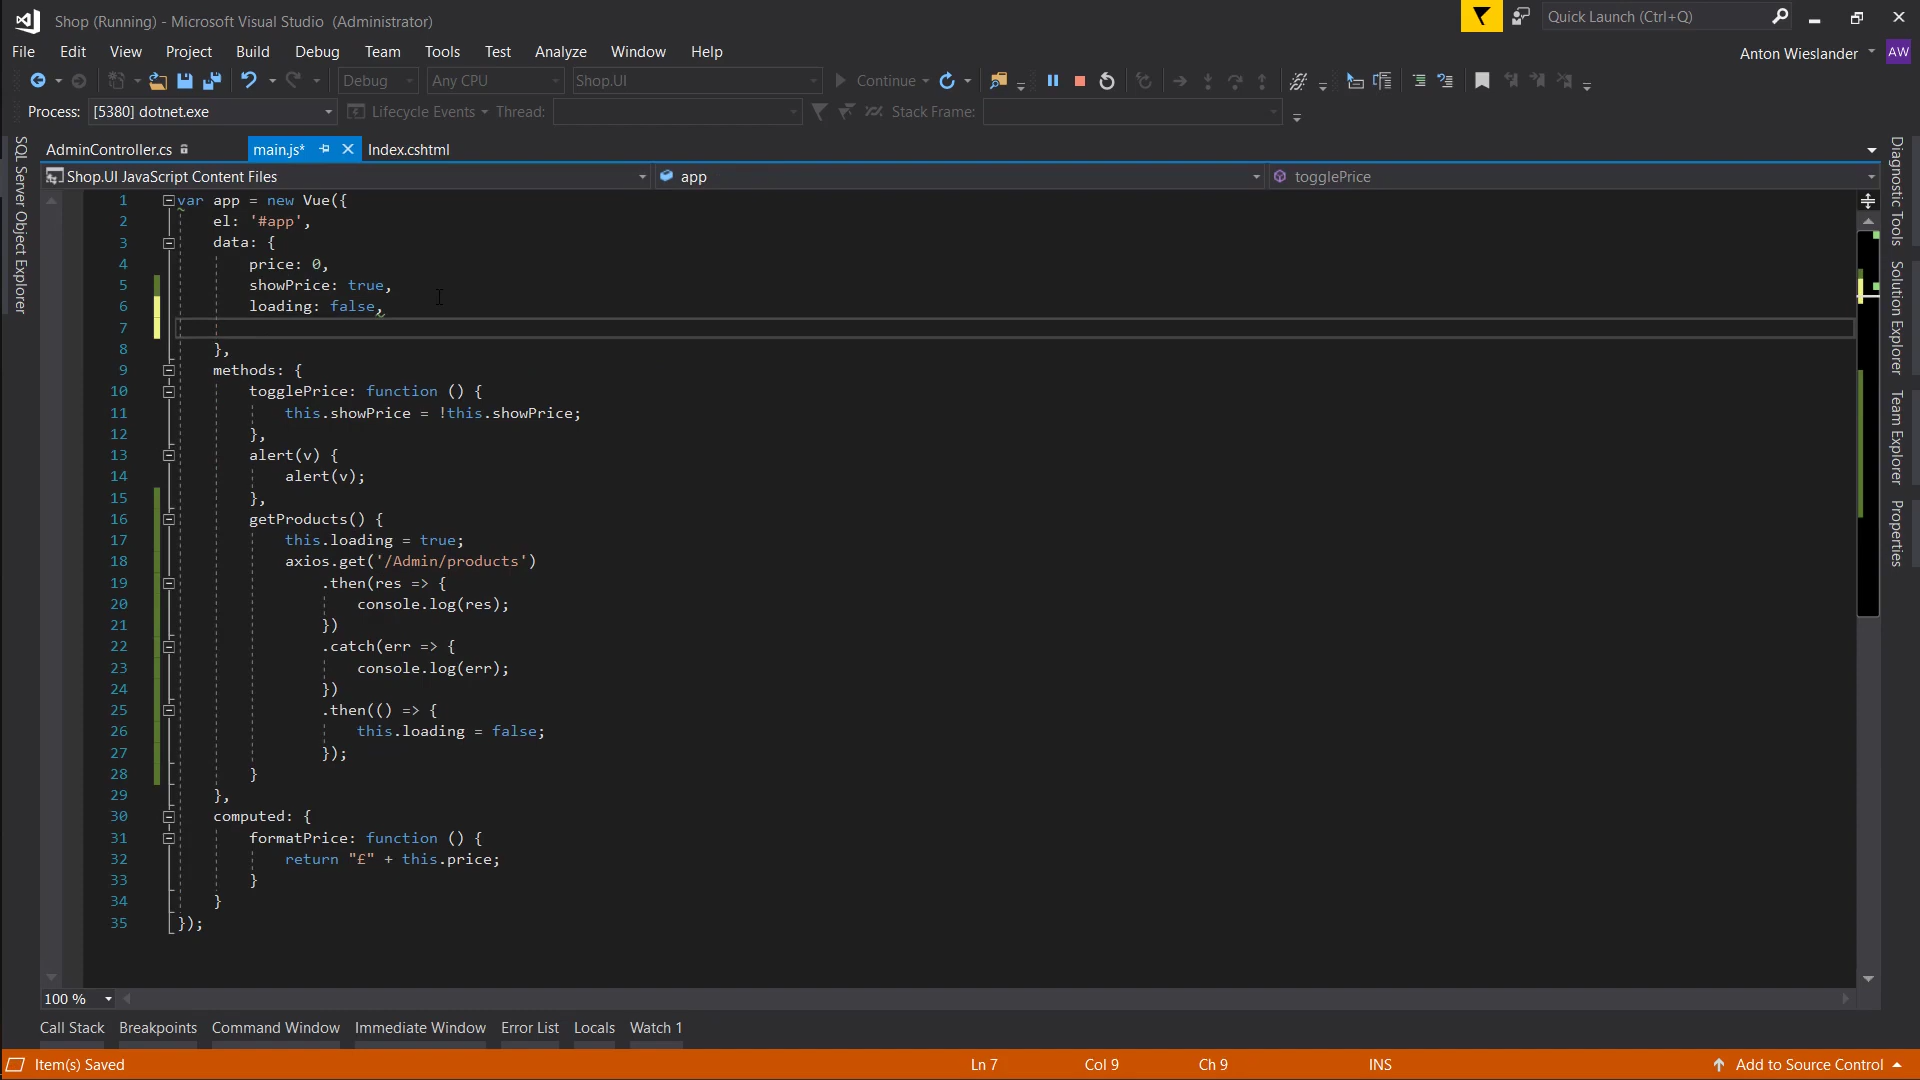 Shop (Running) - Microsoft Visual Studio (Administrator)
Quick Launch (Ctrl+Q)
File Edit View Project Build Debug Team Tools Test Analyze Window Help
Anton Wieslander AW
Debug Any CPU Shop.UI Continue
Process: [5380] dotnet.exe Lifecycle Events Thread: Stack Frame:
SQL Server Object Explorer
AdminController.cs main.js* Index.cshtml
Shop.UI JavaScript Content Files app togglePrice
1 var app = new Vue({
2 el: '#app',
3 data: {
4 price: 0,
5 showPrice: true,
6 loading: false,
7
8 },
9 methods: {
10 togglePrice: function () {
11 this.showPrice = !this.showPrice;
12 },
13 alert(v) {
14 alert(v);
15 },
16 getProducts() {
17 this.loading = true;
18 axios.get('/Admin/products')
19 .then(res => {
20 console.log(res);
21 })
22 .catch(err => {
23 console.log(err);
24 })
25 .then(() => {
26 this.loading = false;
27 });
28 }
29 },
30 computed: {
31 formatPrice: function () {
32 return "£" + this.price;
33 }
34 }
35 });
Diagnostic Tools
Solution Explorer
Team Explorer
Properties
100 %
Call Stack Breakpoints Command Window Immediate Window Error List Locals Watch 1
Item(s) Saved Ln 7 Col 9 Ch 9 INS Add to Source Control